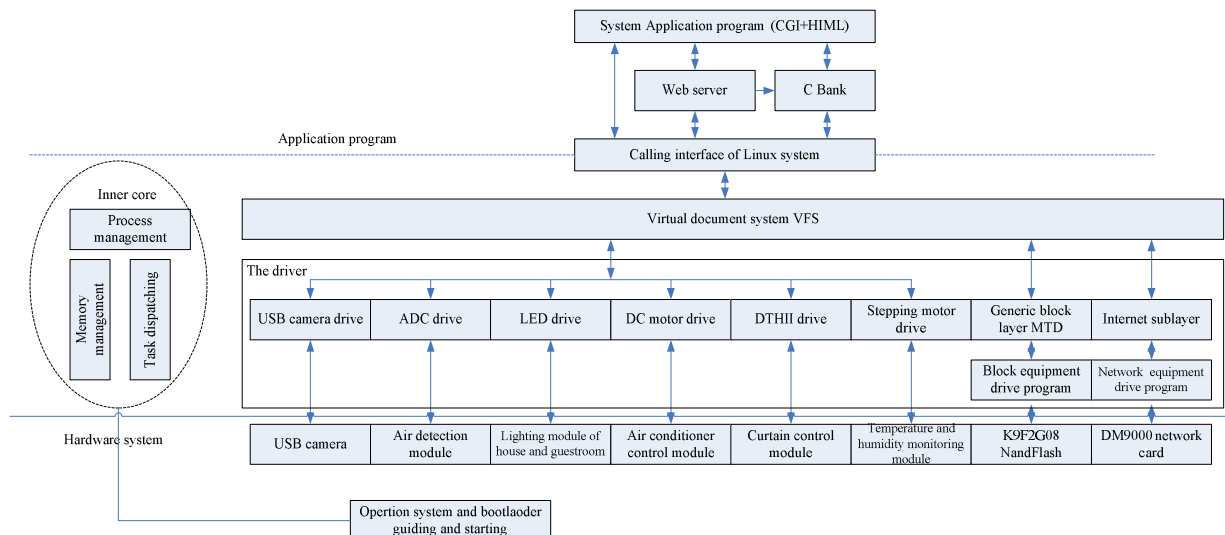 System Application program (CGI+HIML)
Web server
C Bank
Application program
Calling interface of Linux system
Inner core
Process
management
Memory
management
Task dispatching
Virtual document system VFS
The driver
USB camera drive
ADC drive
LED drive
DC motor drive
DTHII drive
Stepping motor
drive
Generic block
layer MTD
Internet sublayer
Block equipment
drive program
Network equipment
drive program
Hardware system
USB camera
Air detection
module
Lighting module of
house and guestroom
Air conditioner
control module
Curtain control
module
Temperature and
humidity monitoring
module
K9F2G08
NandFlash
DM9000 network
card
Opertion system and bootlaoder
guiding and starting